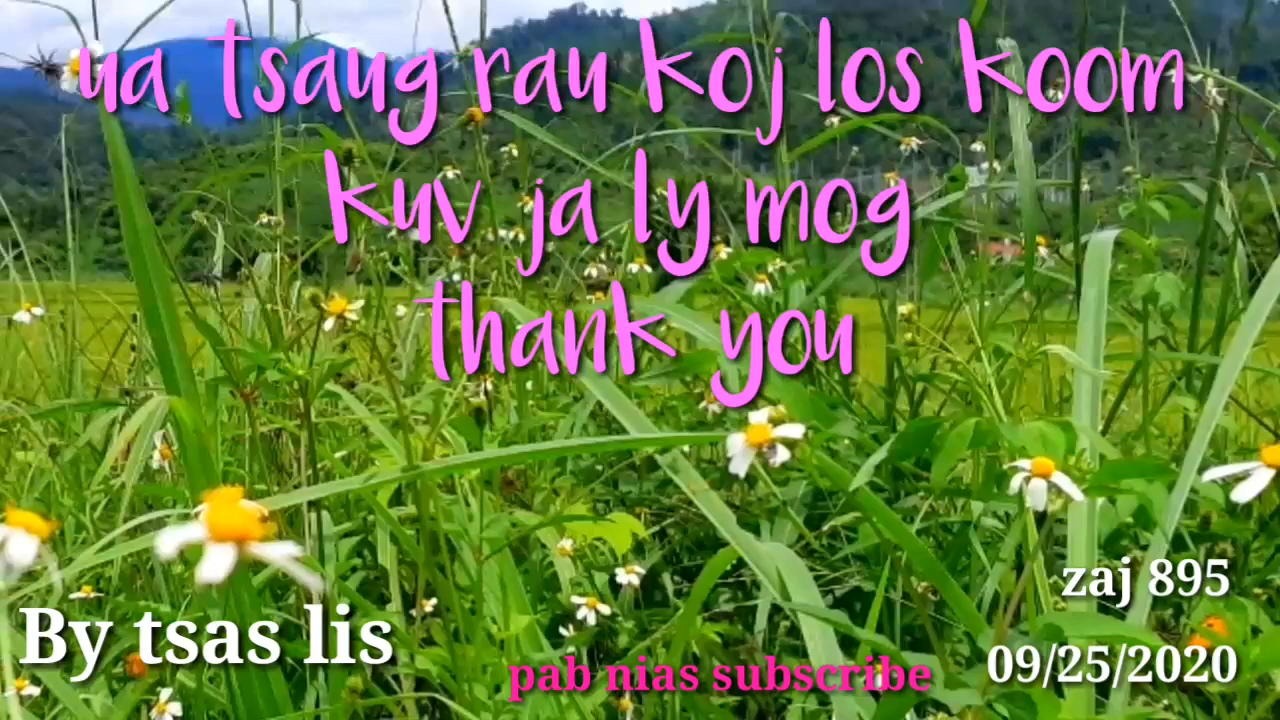 ua tsaug rau koj los koom
kuv ja ly mog
thank you
zaj 895
By tsas lis
09/25/2020
pab nias subscribe